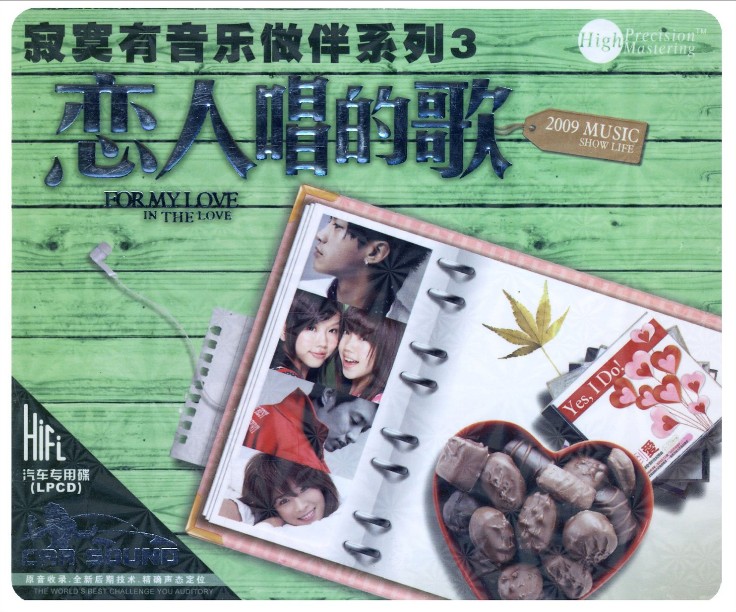 寂寞有音乐做伴系列3
High Precision™
Mastering
恋人唱的歌
2009 MUSIC
SHOW LIFE
FOR MY LOVE
IN THE LOVE
Yes, I Do!
愛
HiFi
汽车专用碟
(LPCD)
CAR SOUND
原音收录.全新后期技术.精确声态定位
THE WORLD'S BEST CHALLENGE YOU AUDITORY